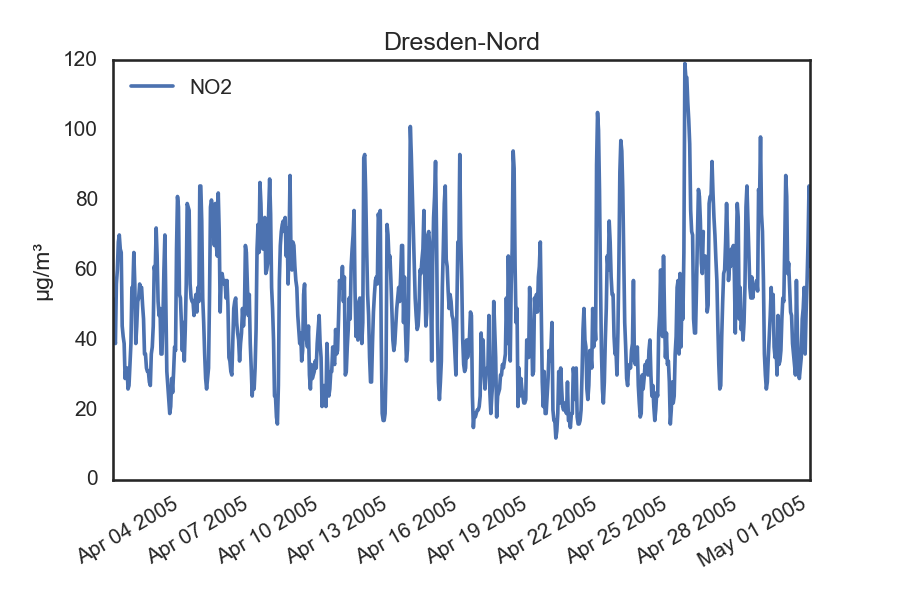 Dresden-Nord
NO2
µg/m³
120
100
80
60
40
20
0
Apr 04 2005
Apr 07 2005
Apr 10 2005
Apr 13 2005
Apr 16 2005
Apr 19 2005
Apr 22 2005
Apr 25 2005
Apr 28 2005
May 01 2005